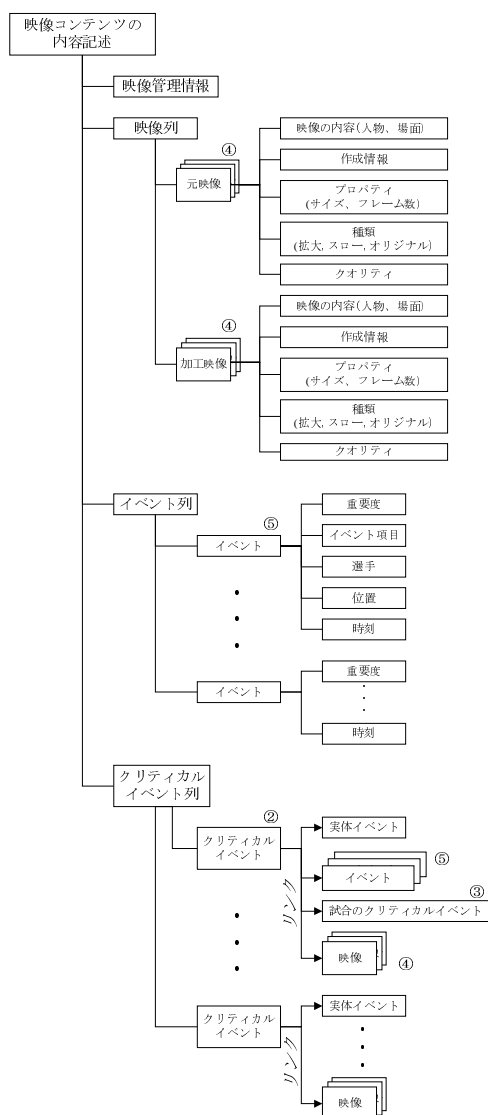 映像コンテンツの
内容記述
映像管理情報
映像列
④
元映像
映像の内容(人物、場面)
作成情報
プロパティ
(サイズ、フレーム数)
種類
(拡大,スロー,オリジナル)
クオリティ
④
加工映像
映像の内容(人物、場面)
作成情報
プロパティ
(サイズ、フレーム数)
種類
(拡大,スロー,オリジナル)
クオリティ
イベント列
⑤
イベント
重要度
イベント項目
選手
位置
時刻
イベント
重要度
時刻
クリティカル
イベント列
②
クリティカル
イベント
リンク
実体イベント
⑤
イベント
③
試合のクリティカルイベント
映像
④
クリティカル
イベント
リンク
実体イベント
映像